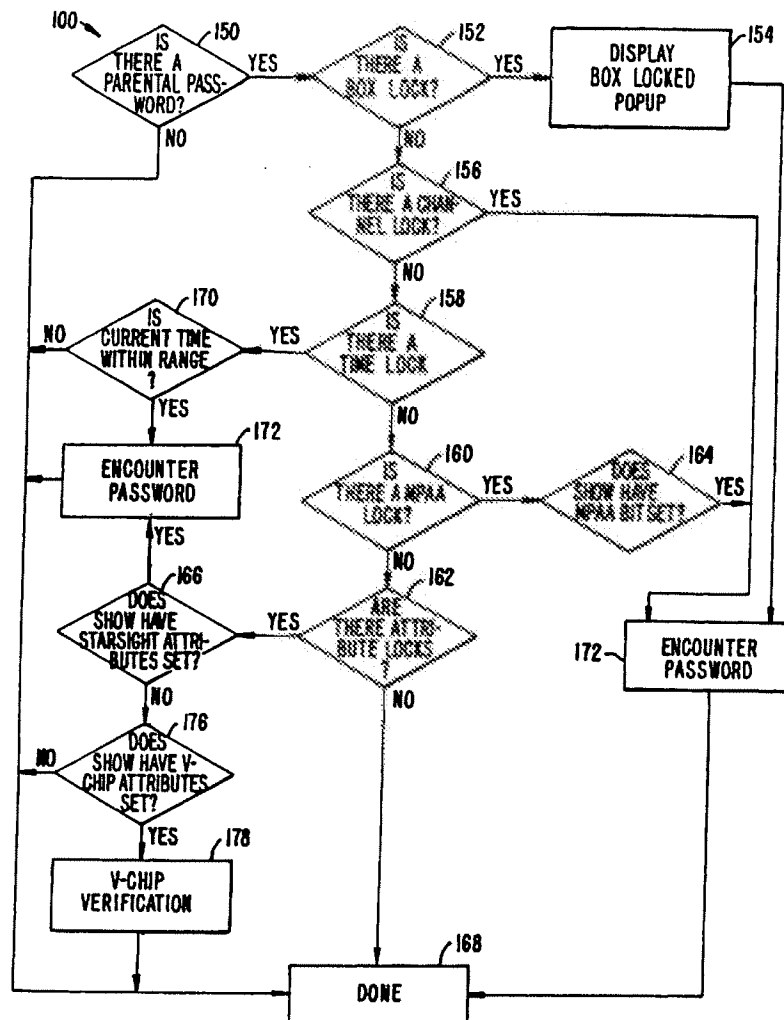 100
150
IS
THERE A
PARENTAL PASS-
WORD?
YES
NO
152
IS
THERE A
BOX LOCK?
YES
NO
154
DISPLAY
BOX LOCKED
POPUP
156
IS
THERE A CHAN-
NEL LOCK?
YES
NO
170
IS
CURRENT TIME
WITHIN RANGE
?
NO
YES
158
IS
THERE A
TIME LOCK
YES
NO
172
ENCOUNTER
PASSWORD
160
IS
THERE A MPAA
LOCK?
YES
NO
164
DOES
SHOW HAVE
MPAA BIT SET?
YES
YES
166
DOES
SHOW HAVE
STARSIGHT ATTRI-
BUTES SET?
NO
162
ARE
THERE ATTRI-
BUTE LOCKS
?
YES
NO
172
ENCOUNTER
PASSWORD
176
DOES
SHOW HAVE V-
CHIP ATTRIBUTES
SET?
NO
YES
178
V-CHIP
VERIFICATION
168
DONE